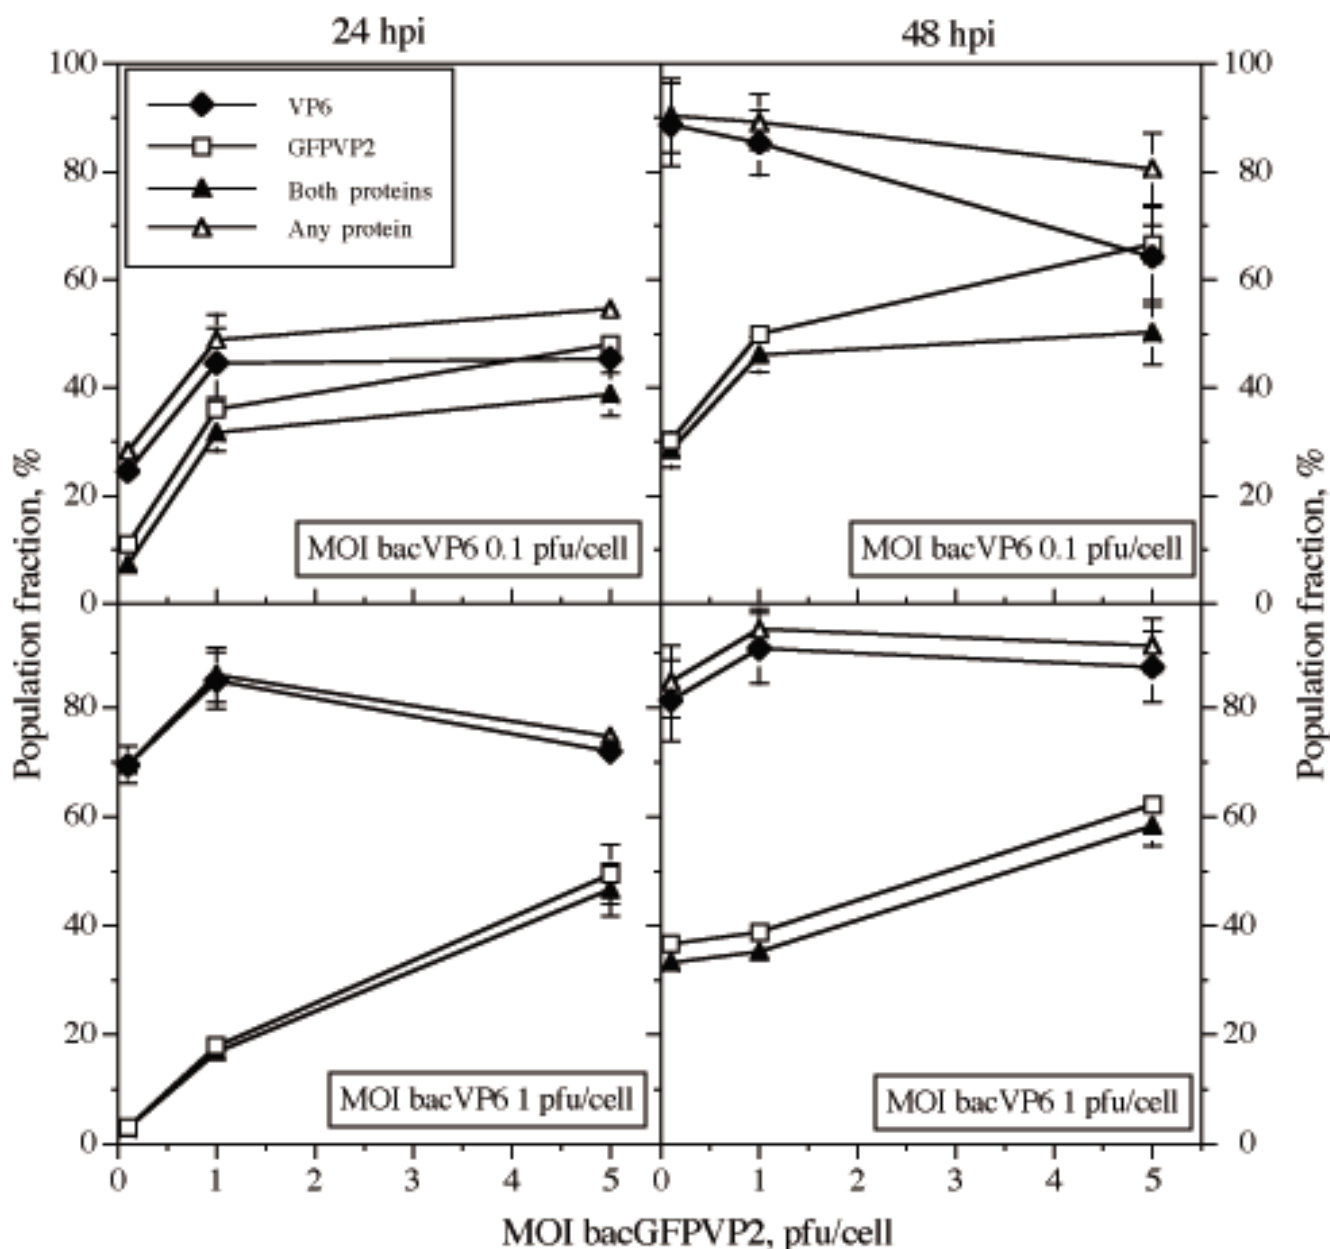 24 hpi
48 hpi
100
80
60
40
20
0
VP6
GFPVP2
Both proteins
Any protein
MOI bacVP6 0.1 pfu/cell
MOI bacVP6 0.1 pfu/cell
100
80
60
40
20
0
Population fraction, %
Population fraction, %
80
60
40
20
0
MOI bacVP6 1 pfu/cell
MOI bacVP6 1 pfu/cell
80
60
40
20
0
0 1 2 3 4 5
0 1 2 3 4 5
MOI bacGFPVP2, pfu/cell